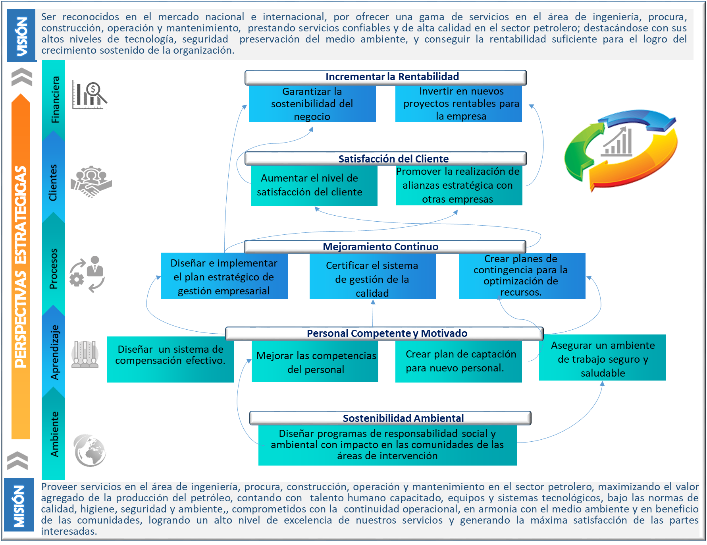 VISIÓN
Ser reconocidos en el mercado nacional e internacional, por ofrecer una gama de servicios en el área de ingeniería, procura,
construcción, operación y mantenimiento, prestando servicios confiables y de alta calidad en el sector petrolero; destacándose con sus
altos niveles de tecnología, seguridad preservación del medio ambiente, y conseguir la rentabilidad suficiente para el logro del
crecimiento sostenido de la organización.
PERSPECTIVAS ESTRATEGICAS
Financiera
Incrementar la Rentabilidad
Garantizar la
sostenibilidad del
negocio
Invertir en nuevos
proyectos rentables para
la empresa
Clientes
Satisfacción del Cliente
Aumentar el nivel de
satisfacción del cliente
Promover la realización de
alianzas estratégica con
otras empresas
Procesos
Mejoramiento Continuo
Diseñar e implementar
el plan estratégico de
gestión empresarial
Certificar el sistema
de gestión de la
calidad
Crear planes de
contingencia para la
optimización de
recursos.
Aprendizaje
Personal Competente y Motivado
Diseñar un sistema de
compensación efectivo.
Mejorar las competencias
del personal
Crear plan de captación
para nuevo personal.
Asegurar un ambiente
de trabajo seguro y
saludable
Ambiente
Sostenibilidad Ambiental
Diseñar programas de responsabilidad social y
ambiental con impacto en las comunidades de las
áreas de intervención
MISIÓN
Proveer servicios en el área de ingeniería, procura, construcción, operación y mantenimiento en el sector petrolero, maximizando el valor
agregado de la producción del petróleo, contando con talento humano capacitado, equipos y sistemas tecnológicos, bajo las normas de
calidad, higiene, seguridad y ambiente,, comprometidos con la continuidad operacional, en armonía con el medio ambiente y en beneficio
de las comunidades, logrando un alto nivel de excelencia de nuestros servicios y generando la máxima satisfacción de las partes
interesadas.